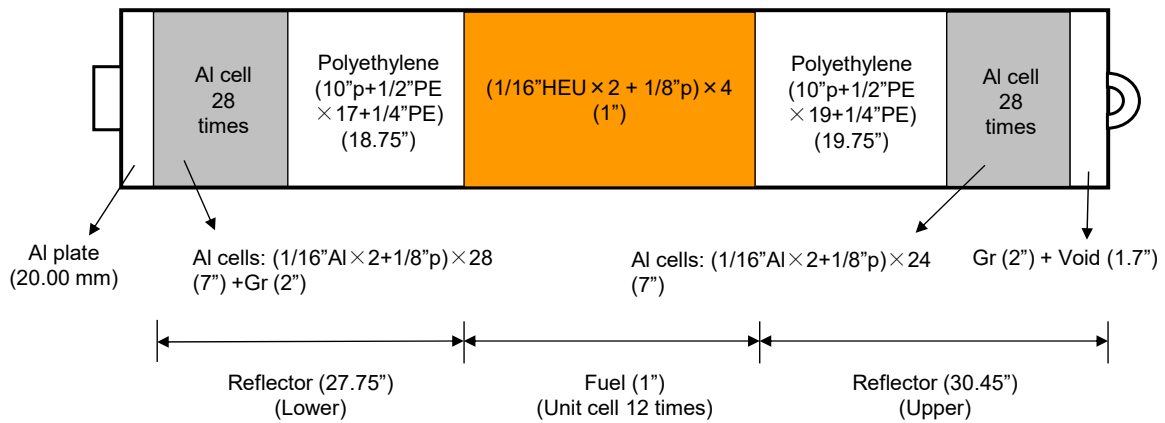 Al cell
28
times
Polyethylene
(10”p+1/2”PE
×17+1/4”PE)
(18.75”)
(1/16”HEU×2 + 1/8”p)×4
(1”)
Polyethylene
(10”p+1/2”PE
×19+1/4”PE)
(19.75”)
Al cell
28
times
Al plate
(20.00 mm)
Al cells: (1/16”Al×2+1/8”p)×28
(7”) +Gr (2”)
Al cells: (1/16”Al×2+1/8”p)×24
(7”)
Gr (2”) + Void (1.7”)
Reflector (27.75”)
(Lower)
Fuel (1”)
(Unit cell 12 times)
Reflector (30.45”)
(Upper)